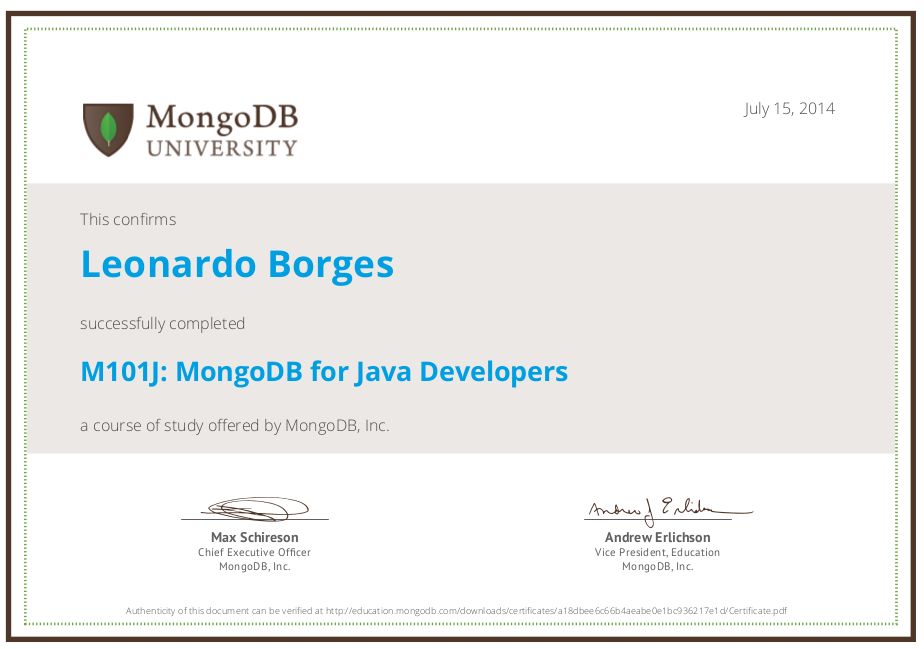 MongoDB
UNIVERSITY
July 15, 2014
This confirms
Leonardo Borges
successfully completed
M101J: MongoDB for Java Developers
a course of study offered by MongoDB, Inc.
Andrew J Erlichson
Max Schireson
Chief Executive Officer
MongoDB, Inc.
Andrew Erlichson
Vice President, Education
MongoDB, Inc.
Authenticity of this document can be verified at http://education.mongodb.com/downloads/certificates/a18dbee6c66b4aeabe0e1bc936217e1d/Certificate.pdf